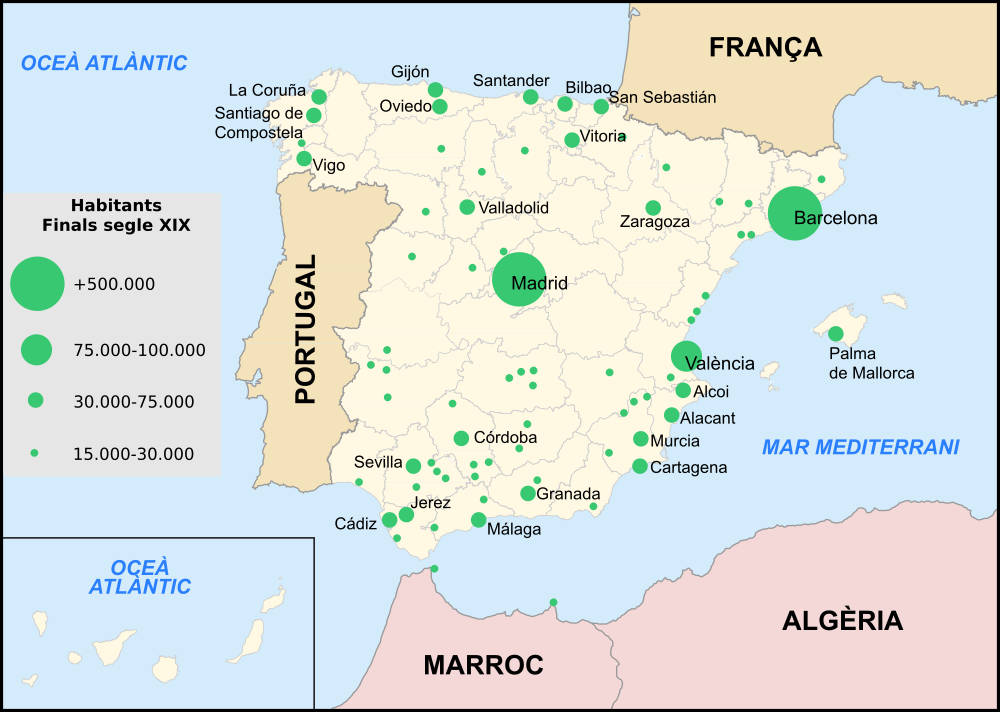 OCEÀ ATLÀNTIC
FRANÇA
Gijón
Santander
Bilbao
San Sebastián
La Coruña
Oviedo
Santiago de
Compostela
Vitoria
Vigo
Habitants
Finals segle XIX
+500.000
75.000-100.000
30.000-75.000
15.000-30.000
Valladolid
Zaragoza
Barcelona
Madrid
PORTUGAL
València
Palma
de Mallorca
Alcoi
Alacant
Córdoba
Murcia
MAR MEDITERRANI
Sevilla
Cartagena
Granada
Jerez
Cádiz
Málaga
OCEÀ
ATLÀNTIC
ALGÈRIA
MARROC